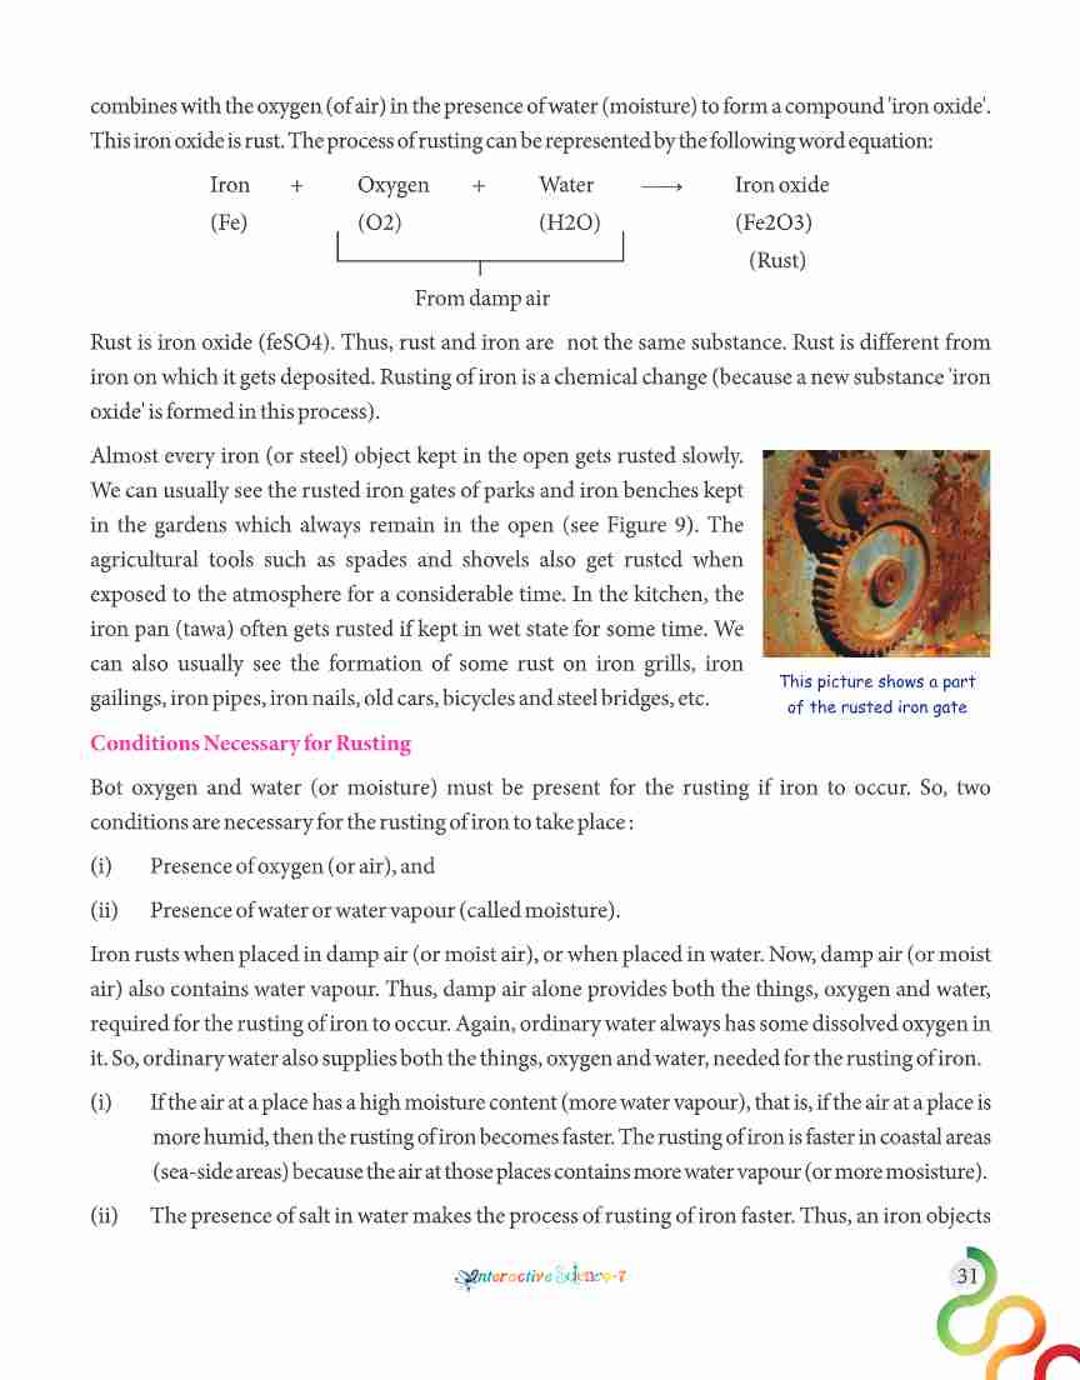 combines with the oxygen (of air) in the presence of water (moisture) to form a compound 'iron oxide'.
This iron oxide is rust. The process of rusting can be represented by the following word equation:
Iron + Oxygen + Water ⟶ Iron oxide
(Fe) (O2) (H2O) (Fe2O3)
(Rust)
From damp air
Rust is iron oxide (feSO4). Thus, rust and iron are not the same substance. Rust is different from
iron on which it gets deposited. Rusting of iron is a chemical change (because a new substance 'iron
oxide' is formed in this process).
Almost every iron (or steel) object kept in the open gets rusted slowly.
We can usually see the rusted iron gates of parks and iron benches kept
in the gardens which always remain in the open (see Figure 9). The
agricultural tools such as spades and shovels also get rusted when
exposed to the atmosphere for a considerable time. In the kitchen, the
iron pan (tawa) often gets rusted if kept in wet state for some time. We
can also usually see the formation of some rust on iron grills, iron
gailings, iron pipes, iron nails, old cars, bicycles and steel bridges, etc.
This picture shows a part
of the rusted iron gate
Conditions Necessary for Rusting
Bot oxygen and water (or moisture) must be present for the rusting if iron to occur. So, two
conditions are necessary for the rusting of iron to take place :
(i) Presence of oxygen (or air), and
(ii) Presence of water or water vapour (called moisture).
Iron rusts when placed in damp air (or moist air), or when placed in water. Now, damp air (or moist
air) also contains water vapour. Thus, damp air alone provides both the things, oxygen and water,
required for the rusting of iron to occur. Again, ordinary water always has some dissolved oxygen in
it. So, ordinary water also supplies both the things, oxygen and water, needed for the rusting of iron.
(i) If the air at a place has a high moisture content (more water vapour), that is, if the air at a place is
more humid, then the rusting of iron becomes faster. The rusting of iron is faster in coastal areas
(sea-side areas) because the air at those places contains more water vapour (or more mosisture).
(ii) The presence of salt in water makes the process of rusting of iron faster. Thus, an iron objects
Interactive Science-7
31